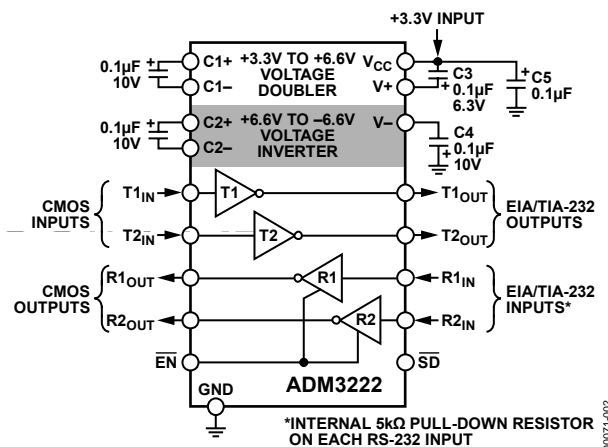 +3.3V INPUT
0.1µF
10V
+
C1+
C1–
+3.3V TO +6.6V
VOLTAGE
DOUBLER
VCC
V+
+
C3
0.1µF
6.3V
+
C5
0.1µF
0.1µF
10V
+
C2+
C2–
+6.6V TO –6.6V
VOLTAGE
INVERTER
V–
+
C4
0.1µF
10V
CMOS
INPUTS
T1IN
T2IN
T1
T2
T1OUT
T2OUT
EIA/TIA-232
OUTPUTS
CMOS
OUTPUTS
R1OUT
R2OUT
R1
R2
R1IN
R2IN
EIA/TIA-232
INPUTS*
EN
SD
GND
ADM3222
*INTERNAL 5kΩ PULL-DOWN RESISTOR
ON EACH RS-232 INPUT
00071-002